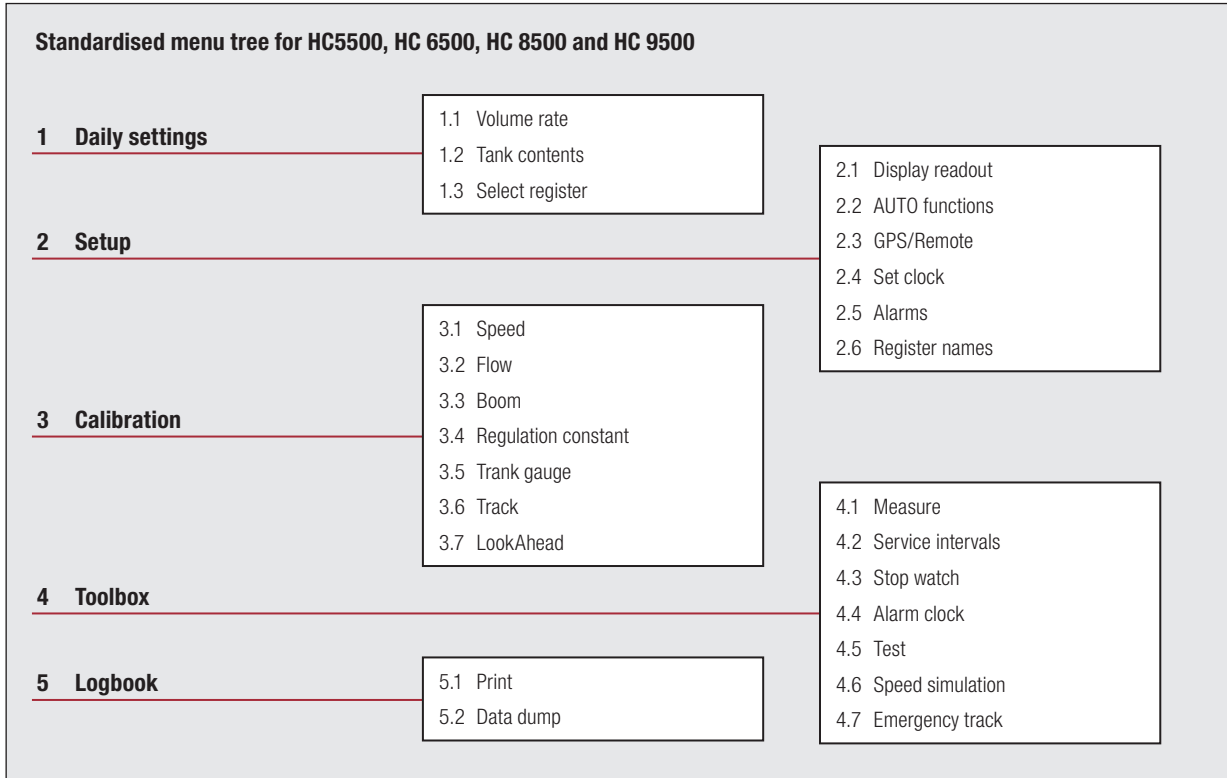 Standardised menu tree for HC5500, HC 6500, HC 8500 and HC 9500
1 Daily settings
1.1 Volume rate
1.2 Tank contents
1.3 Select register
2 Setup
2.1 Display readout
2.2 AUTO functions
2.3 GPS/Remote
2.4 Set clock
2.5 Alarms
2.6 Register names
3 Calibration
3.1 Speed
3.2 Flow
3.3 Boom
3.4 Regulation constant
3.5 Trank gauge
3.6 Track
3.7 LookAhead
4 Toolbox
4.1 Measure
4.2 Service intervals
4.3 Stop watch
4.4 Alarm clock
4.5 Test
4.6 Speed simulation
4.7 Emergency track
5 Logbook
5.1 Print
5.2 Data dump